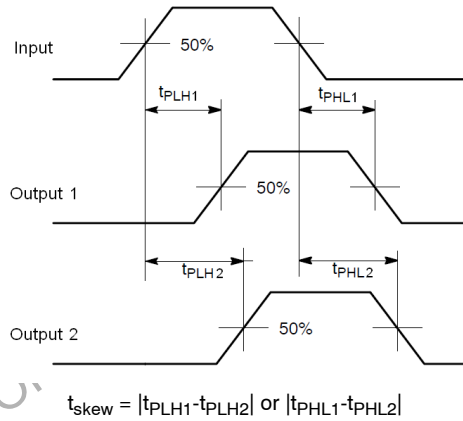 Input
50%
tPLH1
tPHL1
Output 1
50%
tPLH2
tPHL2
Output 2
50%
tskew = |tPLH1-tPLH2| or |tPHL1-tPHL2|